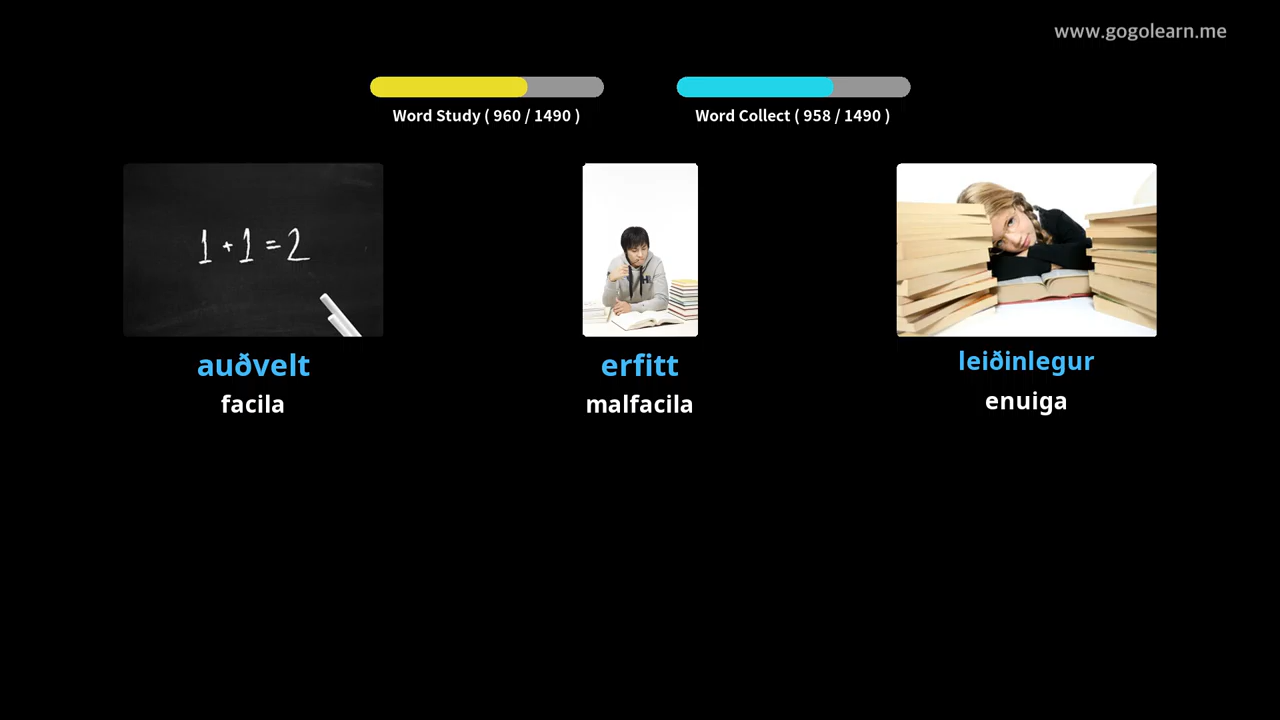 www.gogolearn.me
Word Study ( 960 / 1490 )
Word Collect ( 958 / 1490 )
1 + 1 = 2
auðvelt
facila
erfitt
malfacila
leiðinlegur
enuiga